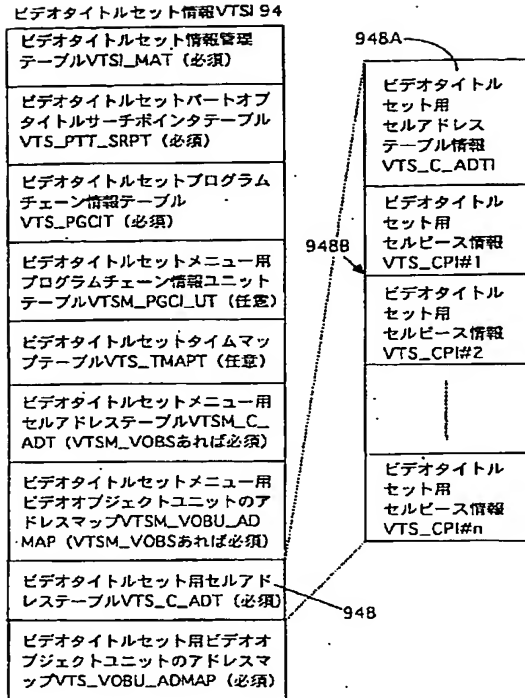 ビデオタイトルセット情報VTSI 94
ビデオタイトルセット情報管理
テーブルVTSI_MAT（必須）
ビデオタイトルセットパートオブ
タイトルサーチポインタテーブル
VTS_PTT_SRPT（必須）
ビデオタイトルセットプログラム
チェーン情報テーブル
VTS_PGCIT（必須）
ビデオタイトルセットメニュー用
プログラムチェーン情報ユニット
テーブルVTSM_PGCI_UT（任意）
ビデオタイトルセットタイムマッ
プテーブルVTS_TMAPT（任意）
ビデオタイトルセットメニュー用
セルアドレステーブルVTSM_C_
ADT（VTSM_VOBSあれば必須）
ビデオタイトルセットメニュー用
ビデオオブジェクトユニットのア
ドレスマップVTSM_VOBU_AD
MAP（VTSM_VOBSあれば必須）
ビデオタイトルセット用セルアド
レステーブルVTS_C_ADT（必須）
ビデオタイトルセット用ビデオオ
ブジェクトユニットのアドレスマ
ップVTS_VOBU_ADMAP（必須）
948A
ビデオタイトル
セット用
セルアドレス
テーブル情報
VTS_C_ADTI
948B
ビデオタイトル
セット用
セルピース情報
VTS_CPI#1
ビデオタイトル
セット用
セルピース情報
VTS_CPI#2
ビデオタイトル
セット用
セルピース情報
VTS_CPI#n
948